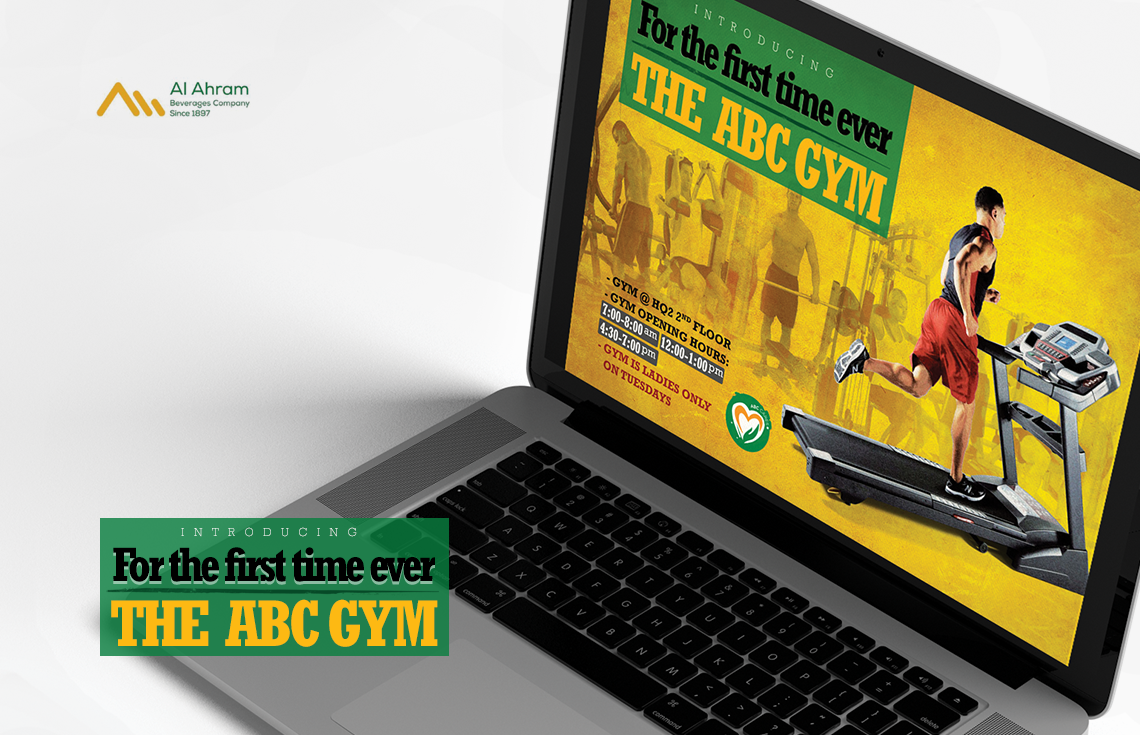 Al Ahram
Beverages Company
Since 1897
INTRODUCING
For the first time ever
THE ABC GYM
- GYM @ HQ2 2ND FLOOR
- GYM OPENING HOURS:
7:00-8:00 am 12:00-1:00 pm
4:30-7:00 pm
- GYM IS LADIES ONLY
ON TUESDAYS
INTRODUCING
For the first time ever
THE ABC GYM